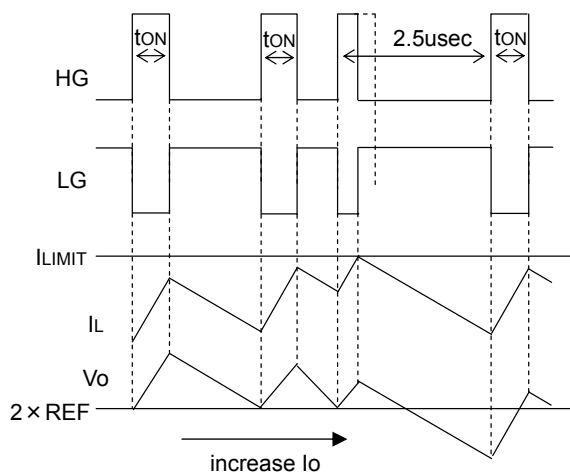 tON
tON
2.5usec
tON
HG
LG
ILIMIT
IL
Vo
2×REF
increase Io